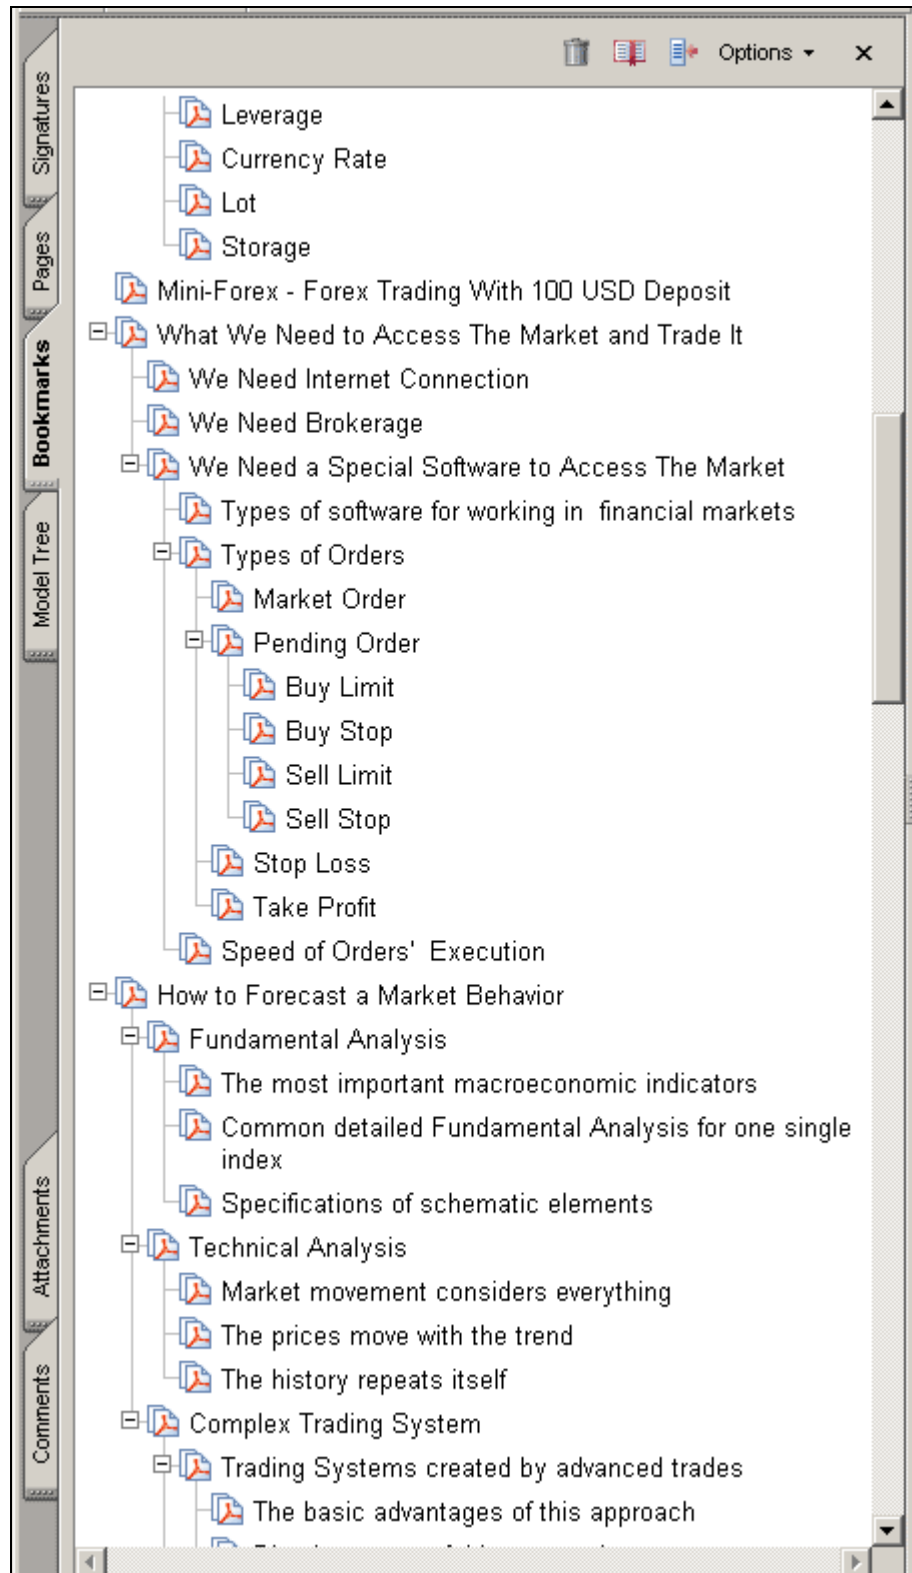 Options
Signatures
Pages
Bookmarks
Model Tree
Attachments
Comments
Leverage
Currency Rate
Lot
Storage
Mini-Forex - Forex Trading With 100 USD Deposit
What We Need to Access The Market and Trade It
We Need Internet Connection
We Need Brokerage
We Need a Special Software to Access The Market
Types of software for working in  financial markets
Types of Orders
Market Order
Pending Order
Buy Limit
Buy Stop
Sell Limit
Sell Stop
Stop Loss
Take Profit
Speed of Orders'  Execution
How to Forecast a Market Behavior
Fundamental Analysis
The most important macroeconomic indicators
Common detailed Fundamental Analysis for one single
index
Specifications of schematic elements
Technical Analysis
Market movement considers everything
The prices move with the trend
The history repeats itself
Complex Trading System
Trading Systems created by advanced trades
The basic advantages of this approach